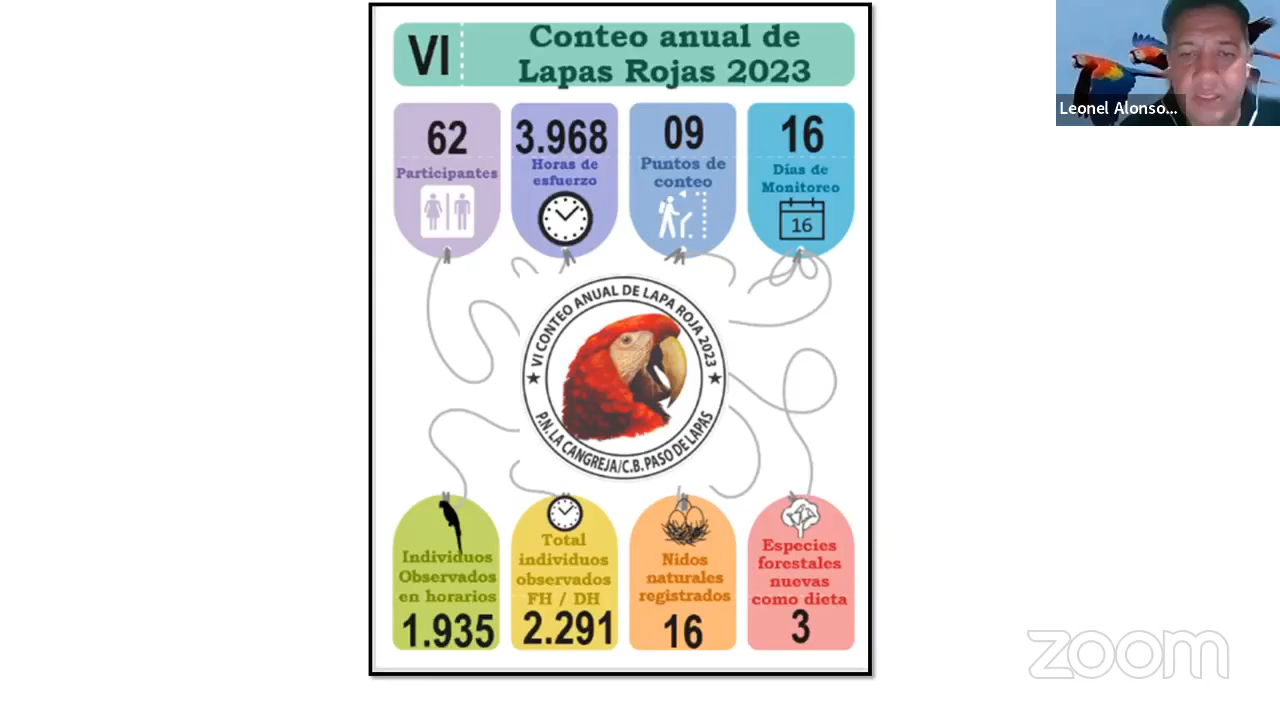 VI
Conteo anual de
Lapas Rojas 2023
62
Participantes
3.968
Horas de
esfuerzo
09
Puntos de
conteo
16
Días de
Monitoreo
16
VI CONTEO ANUAL DE LAPA ROJA 2023
P.N. LA CANGREJA/C.B. PASO DE LAPAS
Individuos
Observados
en horarios
1.935
Total
individuos
observados
FH / DH
2.291
Nidos
naturales
registrados
16
Especies
forestales
nuevas
como dieta
3
Leonel Alonso...
zoom